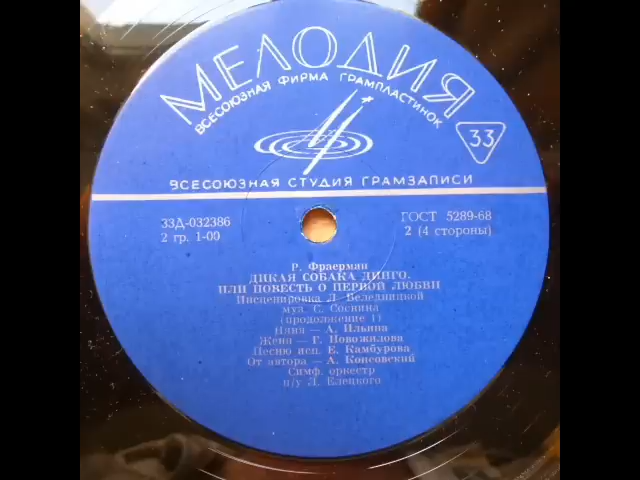 МЕЛОДИЯ
ВСЕСОЮЗНАЯ ФИРМА ГРАМПЛАСТИНОК
33
ВСЕСОЮЗНАЯ СТУДИЯ ГРАМЗАПИСИ
33Д-032386
ГОСТ 5289-68
2 гр. 1-00
2 (4 стороны)
Р. Фраерман
ДИКАЯ СОБАКА ДИНГО,
ИЛИ ПОВЕСТЬ О ПЕРВОЙ ЛЮБВИ
Инсценировка Л. Веледницкой
муз. С. Соснина
(продолжение 1)
А. Ильина
Женя — Г. Новожилова
Песню исп. Е. Камбурова
От автора — А. Консовский
Симф. оркестр
п/у Л. Елецкого